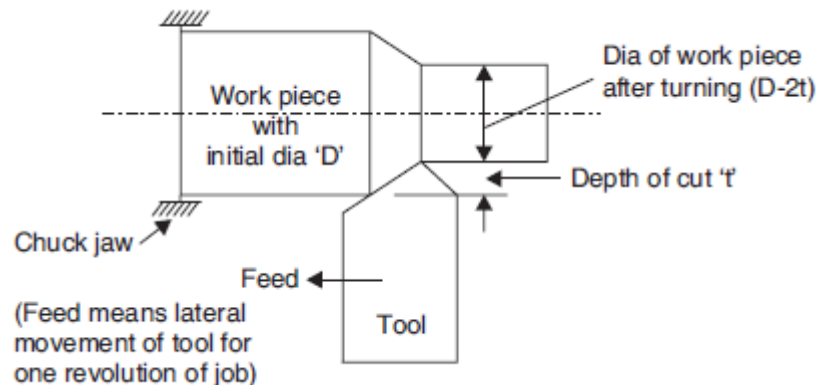 Work piece
with
initial dia ‘D’
Dia of work piece
after turning (D-2t)
Depth of cut ‘t’
Chuck jaw
Feed
Tool
(Feed means lateral
movement of tool for
one revolution of job)